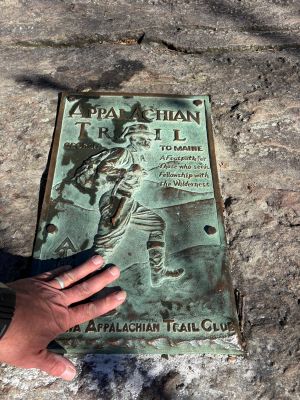 APPALACHIAN
TRAIL
TO MAINE
A Footpath for
Those who seek
Fellowship with
the Wilderness
APPALACHIAN TRAIL CLUB